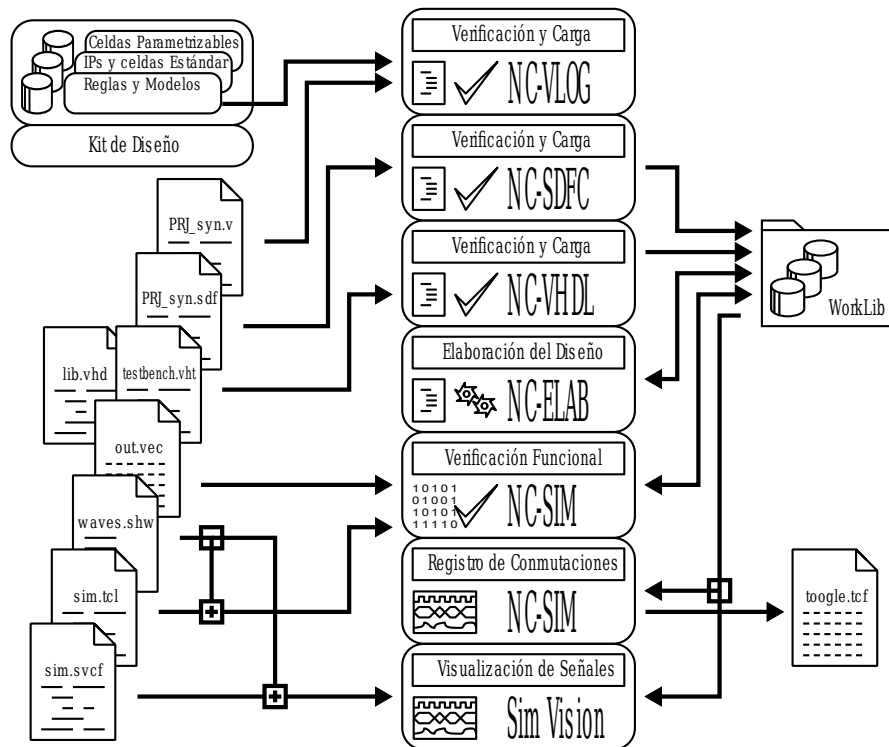 Celdas Parametrizables
IPs y celdas Estándar
Reglas y Modelos
Kit de Diseño
PRJ_syn.v
PRJ_syn.sdf
lib.vhd
testbench.vht
out.vec
waves.shw
sim.tcl
sim.svcf
Verificación y Carga
NC-VLOG
Verificación y Carga
NC-SDFC
Verificación y Carga
NC-VHDL
Elaboración del Diseño
NC-ELAB
Verificación Funcional
10101
01001
10101
11110
NC-SIM
Registro de Conmutaciones
NC-SIM
Visualización de Señales
Sim Vision
WorkLib
toogle.tcf